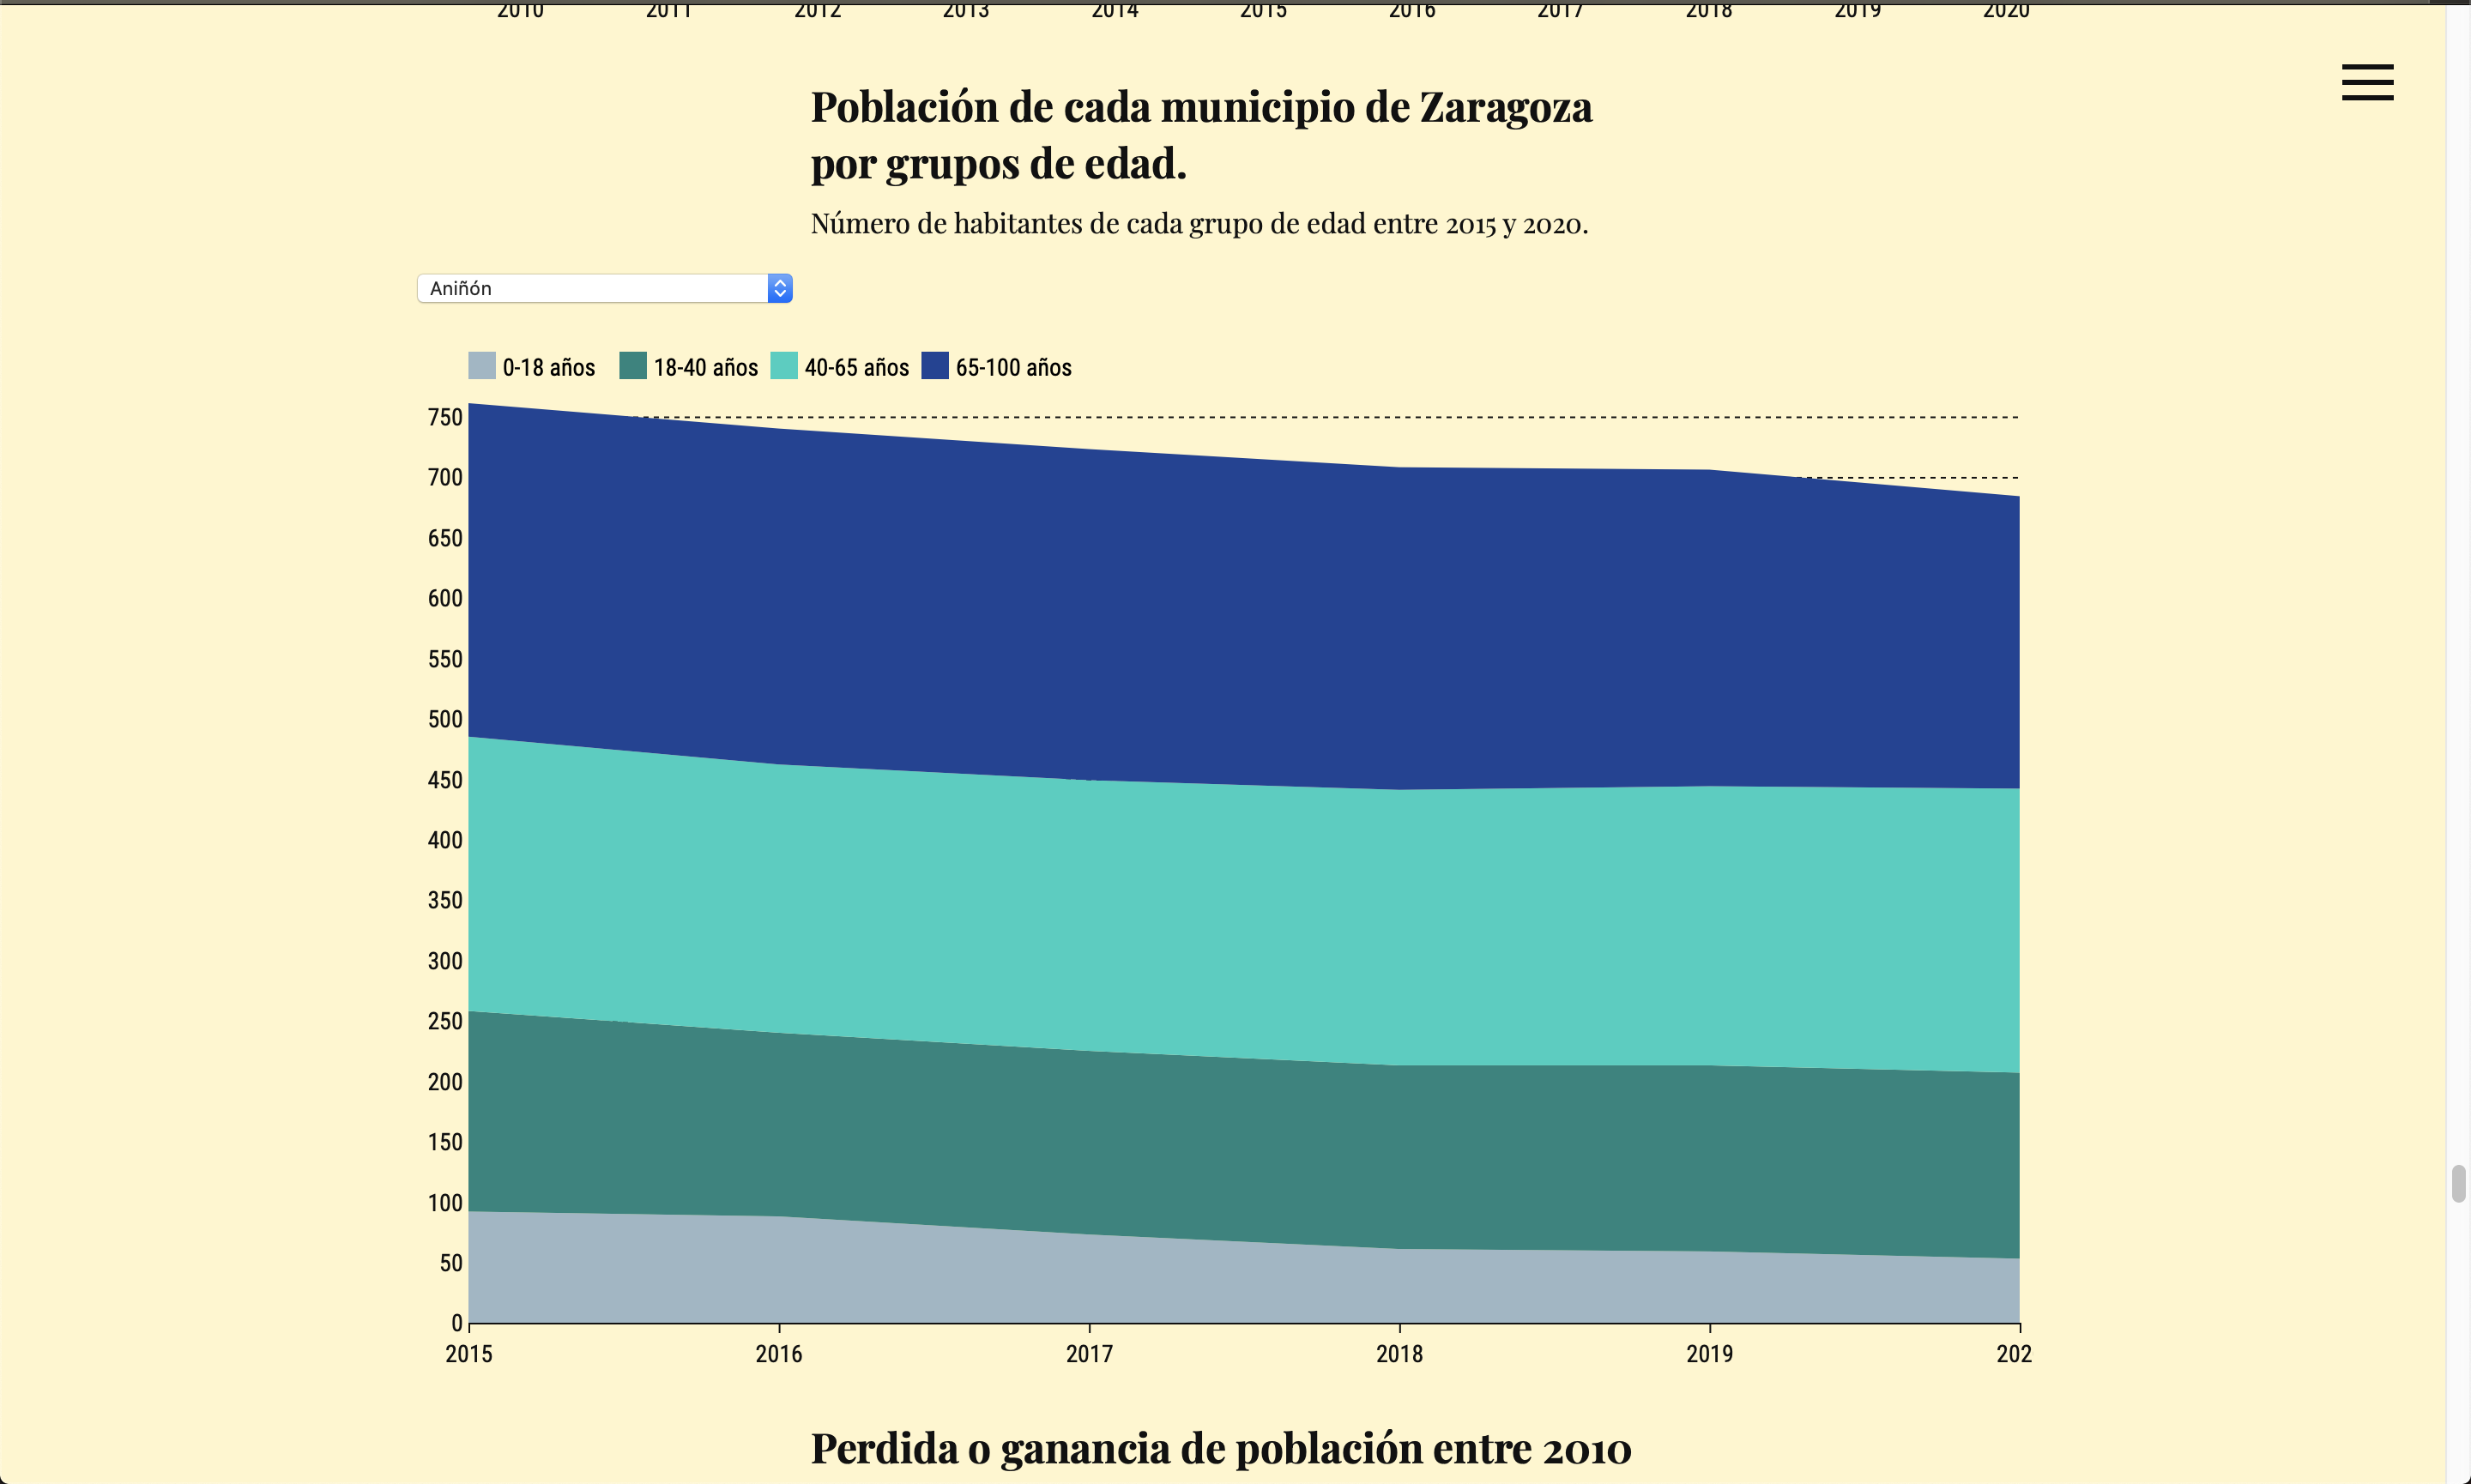 2010 2011 2012 2013 2014 2015 2016 2017 2018 2019 2020
Población de cada municipio de Zaragoza
por grupos de edad.
Número de habitantes de cada grupo de edad entre 2015 y 2020.
Aniñón
0-18 años 18-40 años 40-65 años 65-100 años
750
700
650
600
550
500
450
400
350
300
250
200
150
100
50
0
2015 2016 2017 2018 2019 202
Perdida o ganancia de población entre 2010